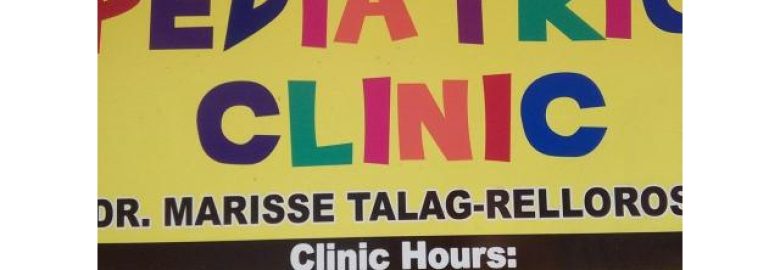 PEDIATRIC
CLINIC
DR. MARISSE TALAG-RELLOROS
Clinic Hours: